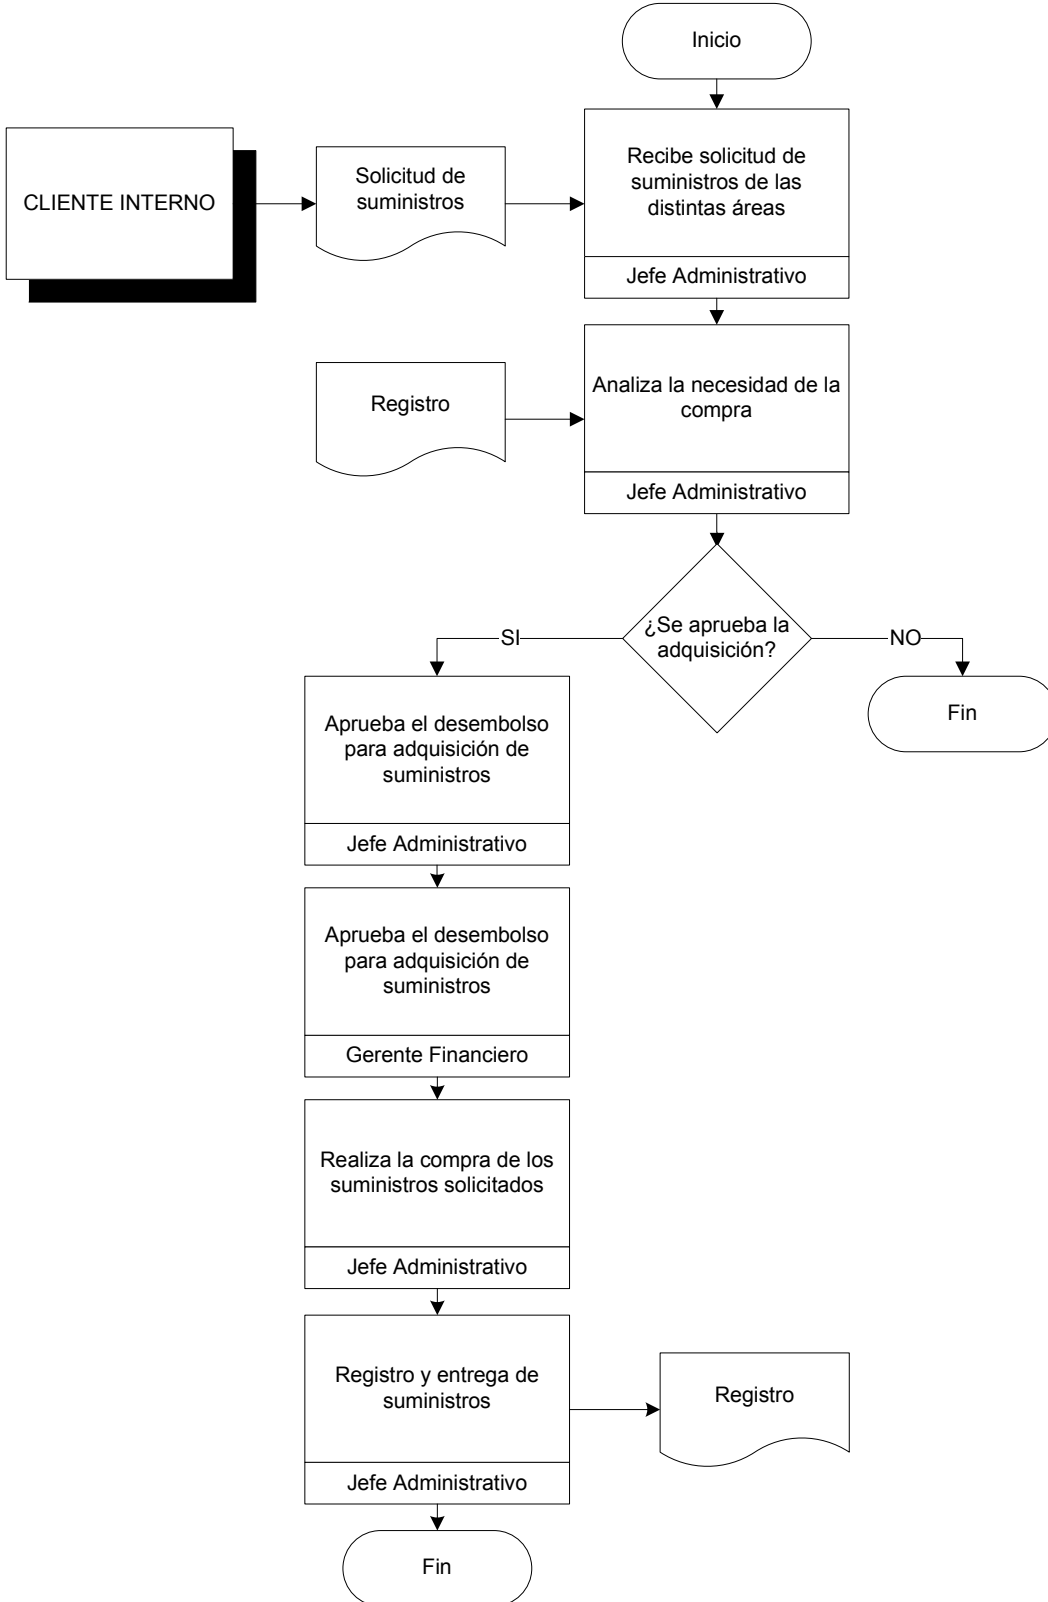 Inicio
CLIENTE INTERNO
Solicitud de
suministros
Recibe solicitud de
suministros de las
distintas áreas
Jefe Administrativo
Registro
Analiza la necesidad de la
compra
Jefe Administrativo
¿Se aprueba la
adquisición?
SI
NO
Fin
Aprueba el desembolso
para adquisición de
suministros
Jefe Administrativo
Aprueba el desembolso
para adquisición de
suministros
Gerente Financiero
Realiza la compra de los
suministros solicitados
Jefe Administrativo
Registro y entrega de
suministros
Jefe Administrativo
Registro
Fin